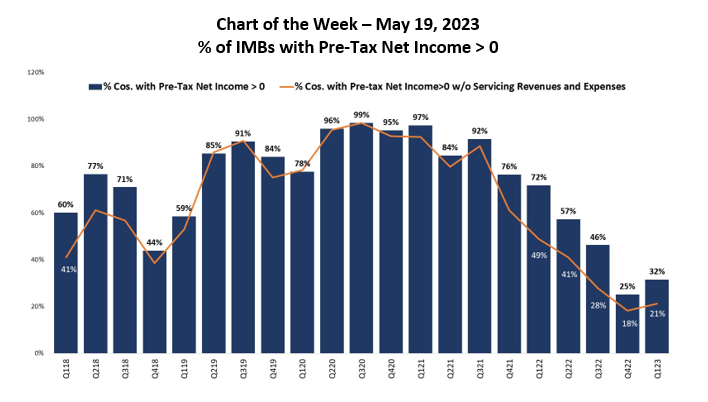 Chart of the Week – May 19, 2023
% of IMBs with Pre-Tax Net Income > 0
120%
% Cos. with Pre-Tax Net Income > 0
% Cos. with Pre-tax Net Income>0 w/o Servicing Revenues and Expenses
100%
80%
60%
40%
20%
0%
60%
77%
71%
44%
59%
85%
91%
84%
78%
96%
99%
95%
97%
84%
92%
76%
72%
57%
46%
25%
32%
41%
49%
41%
28%
18%
21%
Q118
Q218
Q318
Q418
Q119
Q219
Q319
Q419
Q120
Q220
Q320
Q420
Q121
Q221
Q321
Q421
Q122
Q222
Q322
Q422
Q123